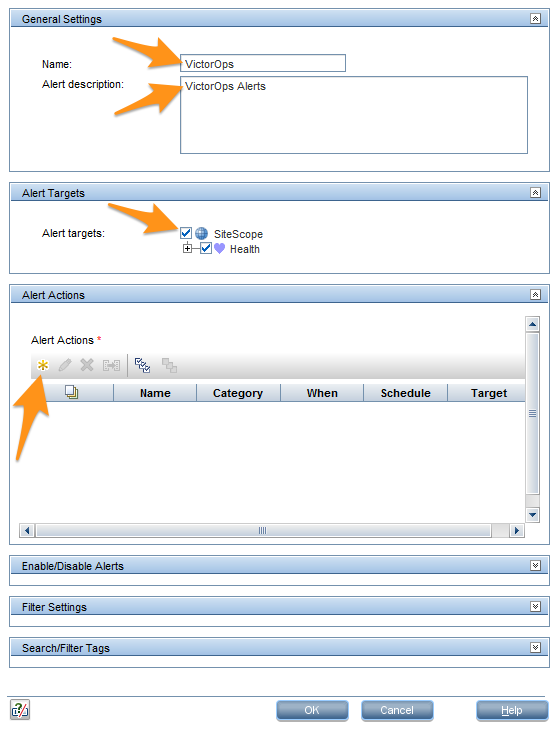 General Settings
Name: VictorOps
Alert description: VictorOps Alerts
Alert Targets
Alert targets: SiteScope
Health
Alert Actions
Alert Actions *
Name Category When Schedule Target
Enable/Disable Alerts
Filter Settings
Search/Filter Tags
OK Cancel Help